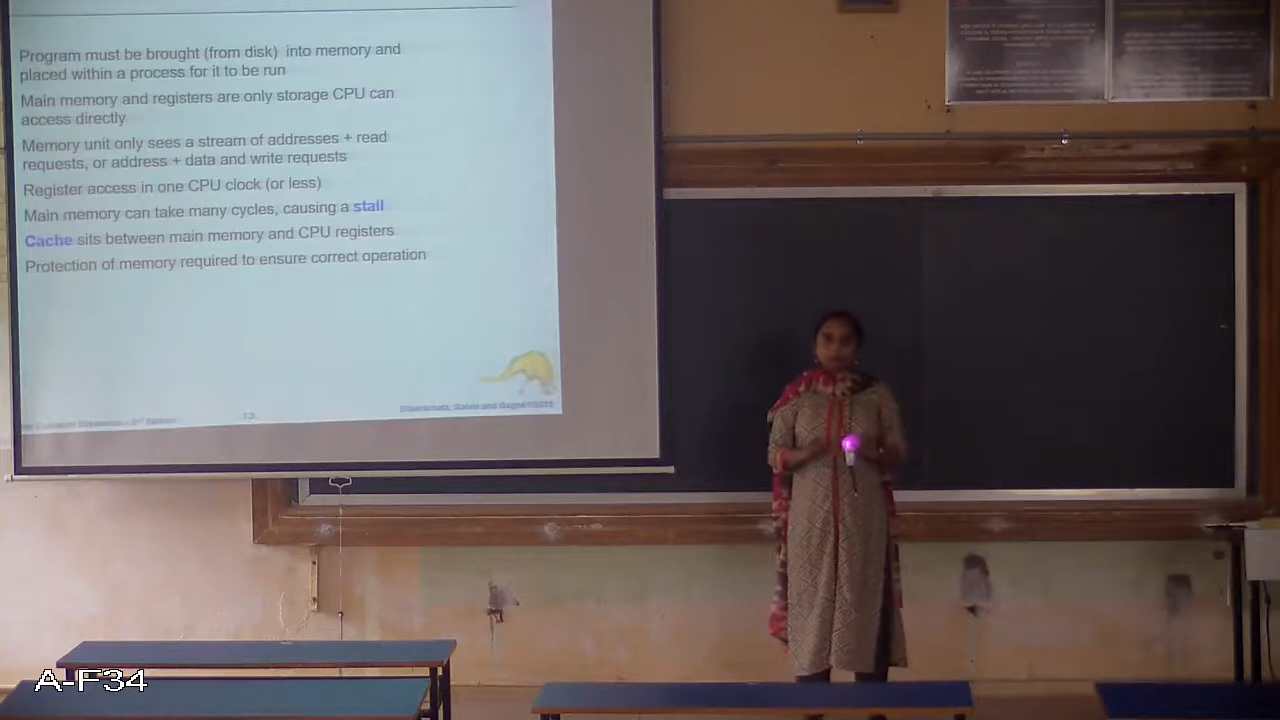 Program must be brought (from disk) into memory and
placed within a process for it to be run
Main memory and registers are only storage CPU can
access directly
Memory unit only sees a stream of addresses + read
requests, or address + data and write requests
Register access in one CPU clock (or less)
Main memory can take many cycles, causing a stall
Cache sits between main memory and CPU registers
Protection of memory required to ensure correct operation
Silberschatz, Galvin and Gagne
A-F34